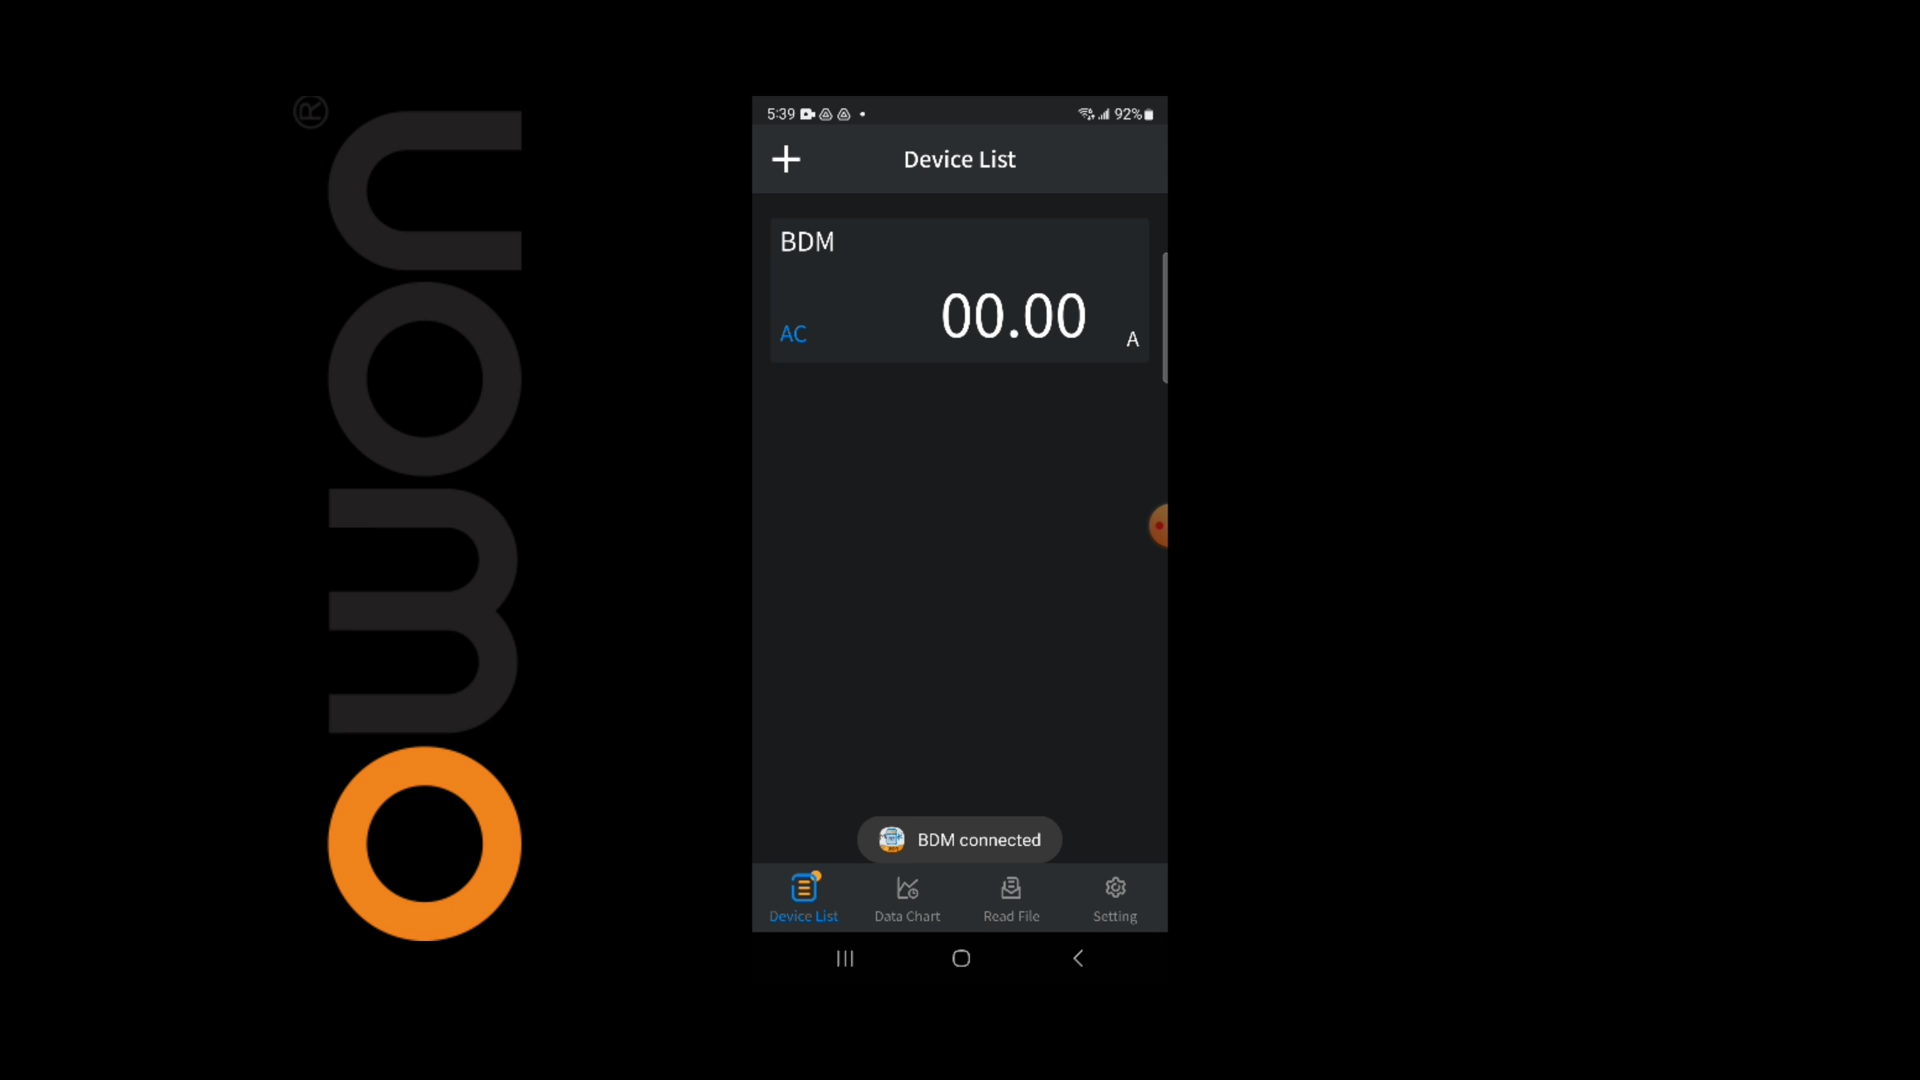 owon®
5:39 92%
Device List
BDM
00.00
AC A
BDM connected
Device List Data Chart Read File Setting